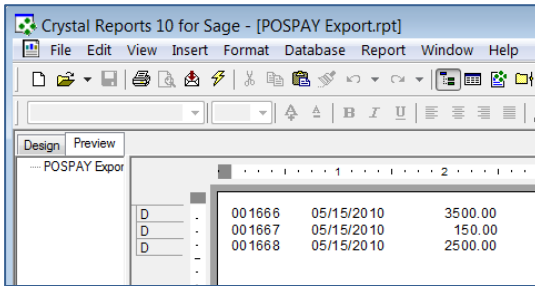 Crystal Reports 10 for Sage - [POSPAY Export.rpt]
File Edit View Insert Format Database Report Window Help
B I U
Design Preview
POSPAY Expor
1 2
D 001666 05/15/2010 3500.00
D 001667 05/15/2010 150.00
D 001668 05/15/2010 2500.00